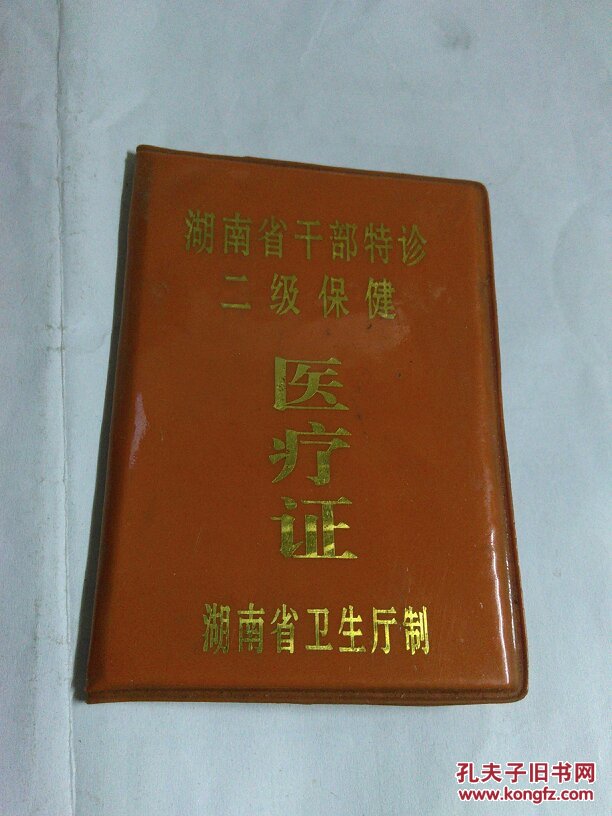 湖南省干部特诊
二级保健
医
疗
证
湖南省卫生厅制
孔夫子旧书网
www.kongfz.com